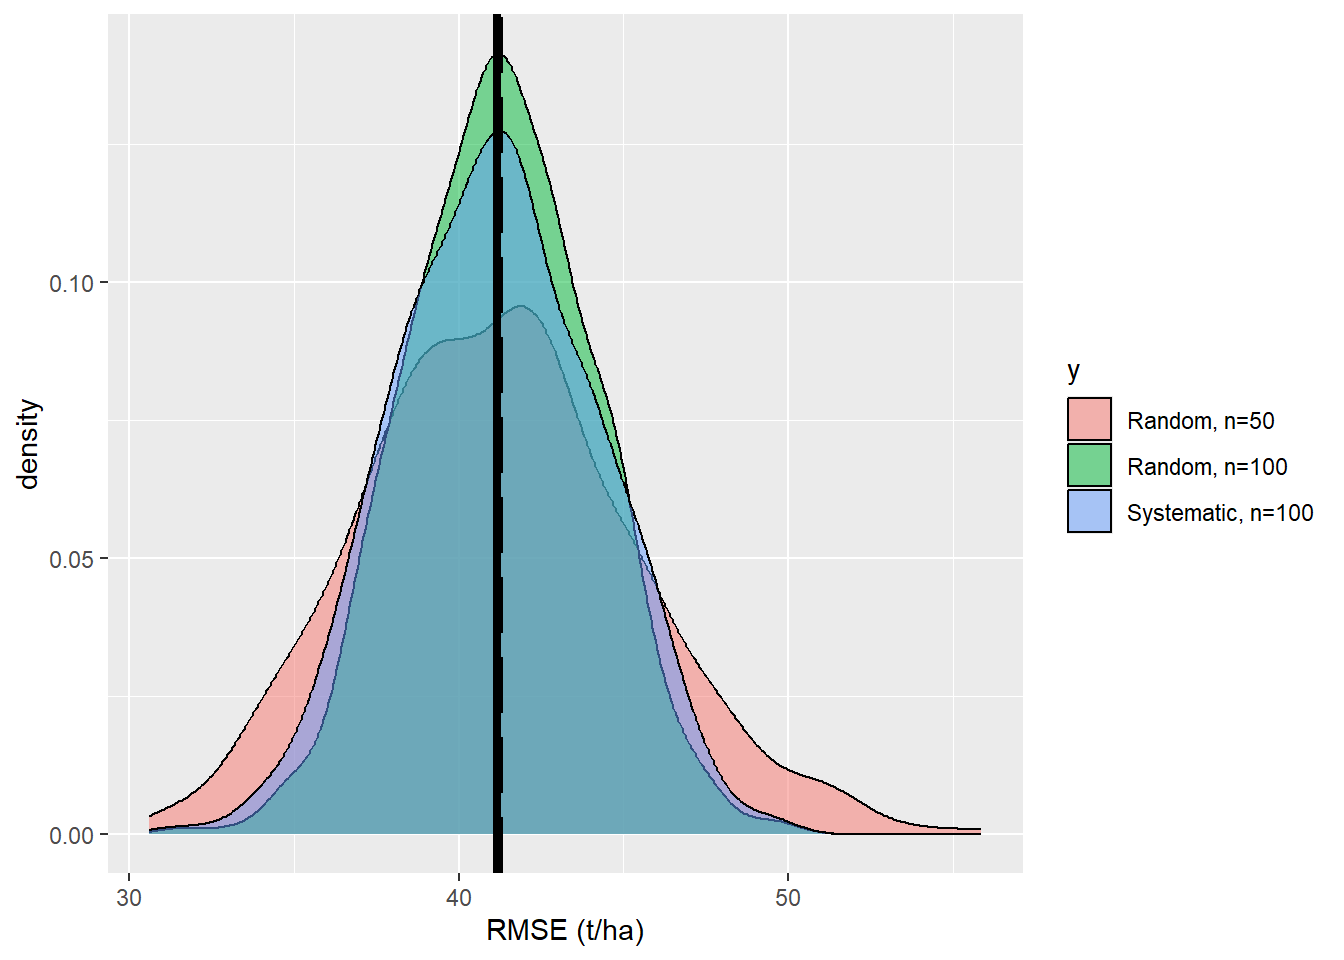 density
0.10
0.05
0.00
30
40
50
RMSE (t/ha)
y
Random, n=50
Random, n=100
Systematic, n=100